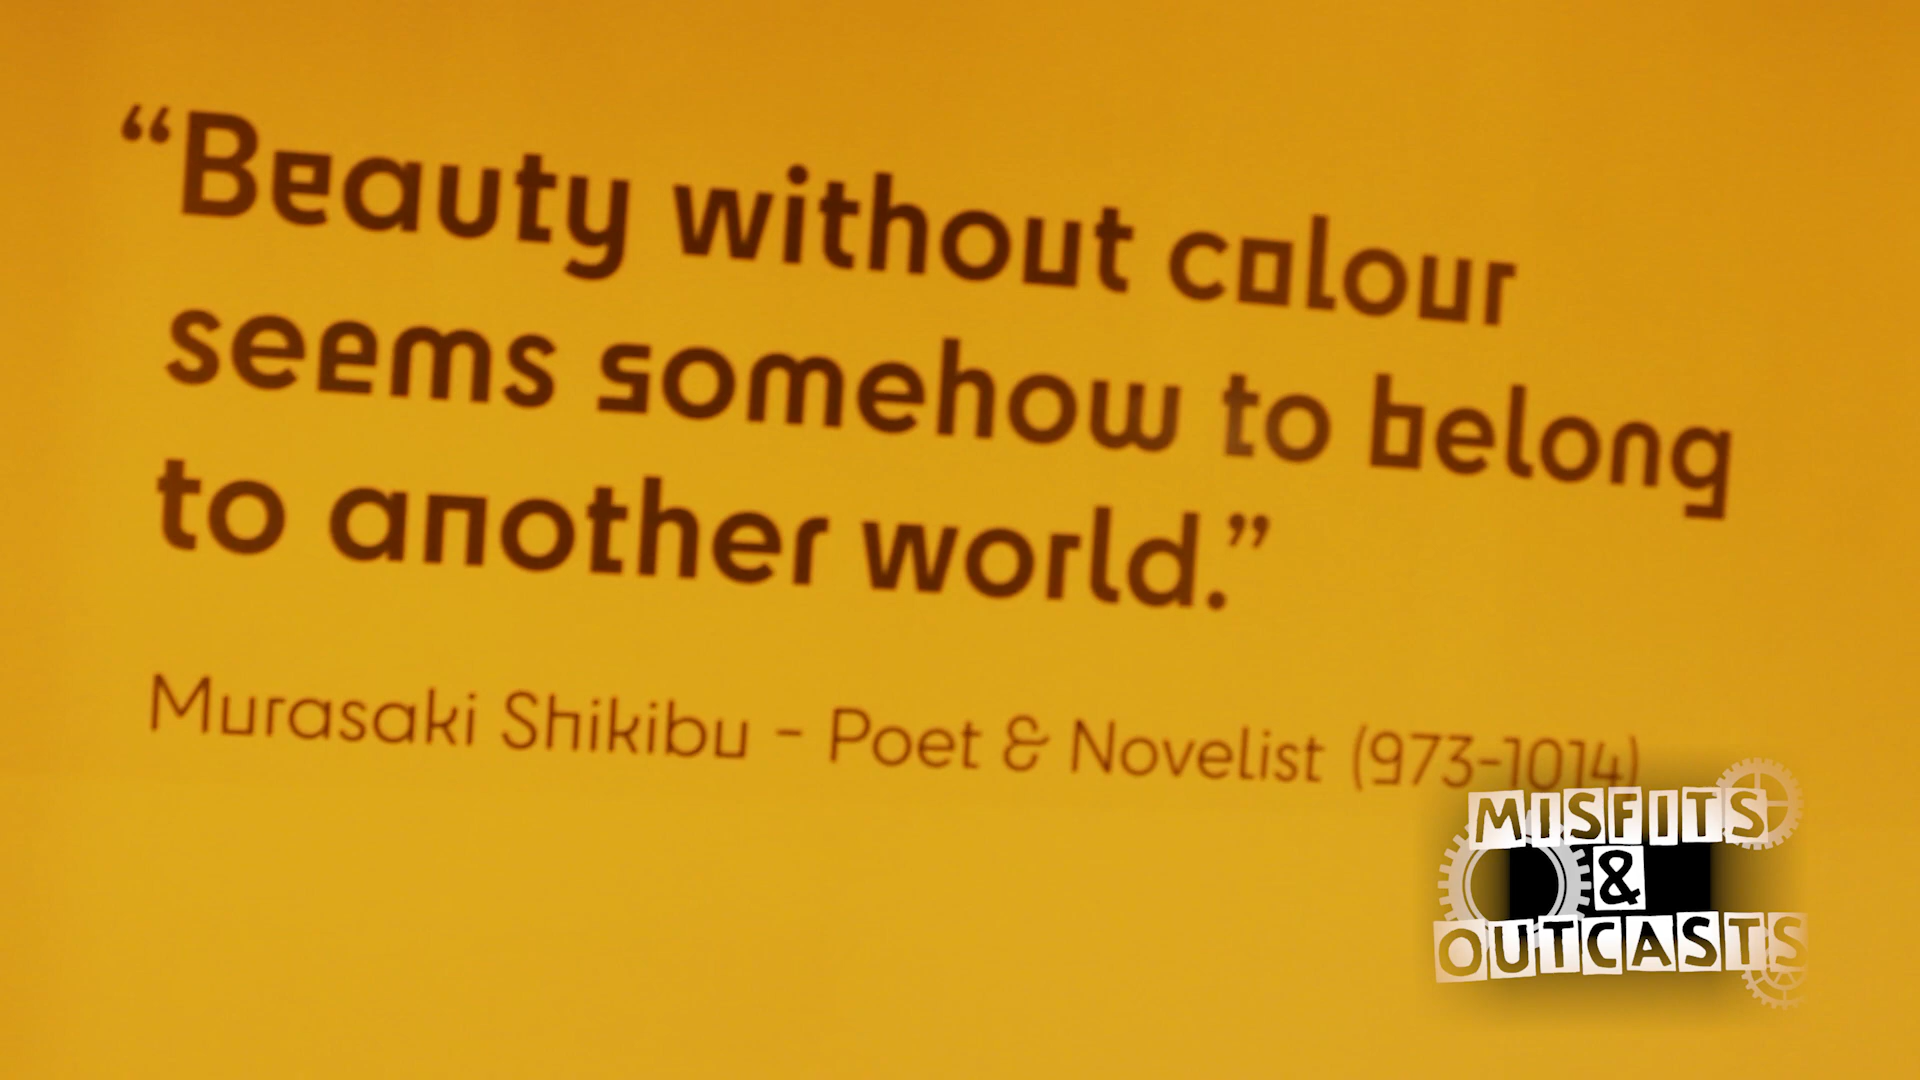 “Beauty without colour
seems somehow to belong
to another world.”
Murasaki Shikibu - Poet & Novelist (973-1014)
MISFITS
&
OUTCASTS